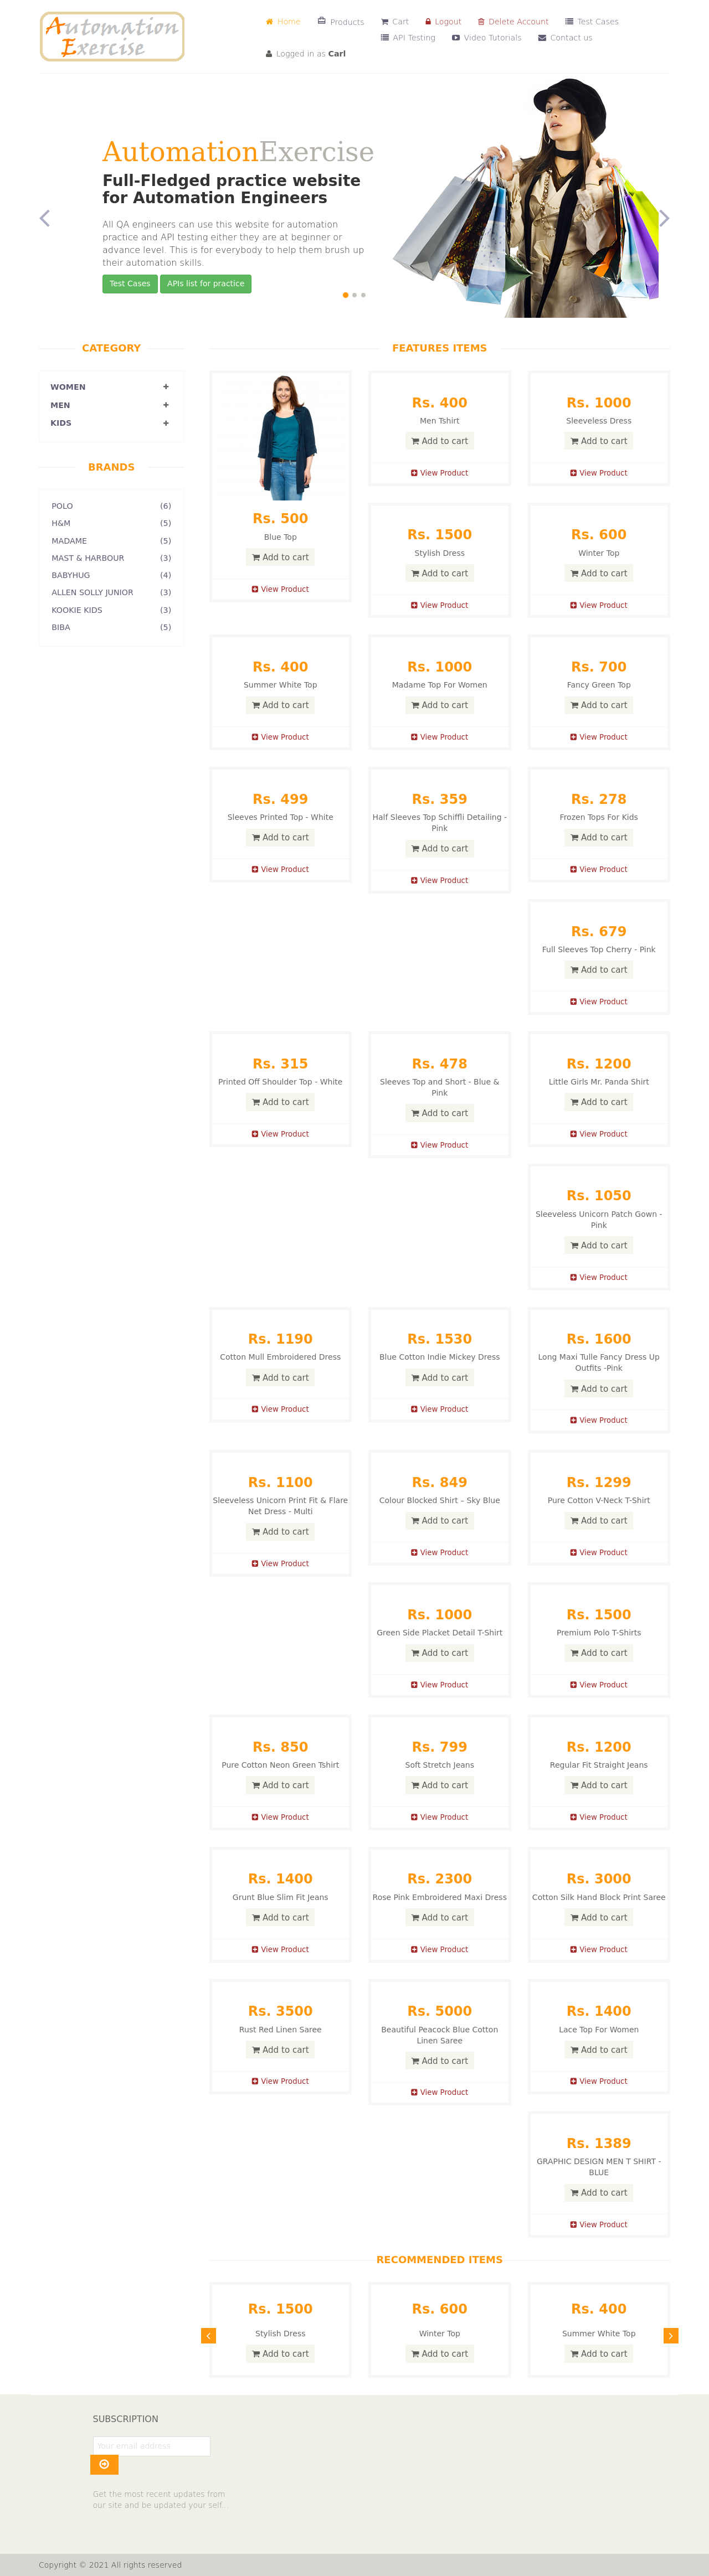 Automation
Exercise
Home
Products
Cart
Logout
Delete Account
Test Cases
API Testing
Video Tutorials
Contact us
Logged in as Carl
AutomationExercise
Full-Fledged practice website
for Automation Engineers
All QA engineers can use this website for automation
practice and API testing either they are at beginner or
advance level. This is for everybody to help them brush up
their automation skills.
Test Cases
APIs list for practice
CATEGORY
WOMEN
MEN
KIDS
BRANDS
POLO (6)
H&M (5)
MADAME (5)
MAST & HARBOUR (3)
BABYHUG (4)
ALLEN SOLLY JUNIOR (3)
KOOKIE KIDS (3)
BIBA (5)
FEATURES ITEMS
Rs. 500
Blue Top
Add to cart
View Product
Rs. 400
Men Tshirt
Add to cart
View Product
Rs. 1000
Sleeveless Dress
Add to cart
View Product
Rs. 1500
Stylish Dress
Add to cart
View Product
Rs. 600
Winter Top
Add to cart
View Product
Rs. 400
Summer White Top
Add to cart
View Product
Rs. 1000
Madame Top For Women
Add to cart
View Product
Rs. 700
Fancy Green Top
Add to cart
View Product
Rs. 499
Sleeves Printed Top - White
Add to cart
View Product
Rs. 359
Half Sleeves Top Schiffli Detailing -
Pink
Add to cart
View Product
Rs. 278
Frozen Tops For Kids
Add to cart
View Product
Rs. 679
Full Sleeves Top Cherry - Pink
Add to cart
View Product
Rs. 315
Printed Off Shoulder Top - White
Add to cart
View Product
Rs. 478
Sleeves Top and Short - Blue &
Pink
Add to cart
View Product
Rs. 1200
Little Girls Mr. Panda Shirt
Add to cart
View Product
Rs. 1050
Sleeveless Unicorn Patch Gown -
Pink
Add to cart
View Product
Rs. 1190
Cotton Mull Embroidered Dress
Add to cart
View Product
Rs. 1530
Blue Cotton Indie Mickey Dress
Add to cart
View Product
Rs. 1600
Long Maxi Tulle Fancy Dress Up
Outfits -Pink
Add to cart
View Product
Rs. 1100
Sleeveless Unicorn Print Fit & Flare
Net Dress - Multi
Add to cart
View Product
Rs. 849
Colour Blocked Shirt – Sky Blue
Add to cart
View Product
Rs. 1299
Pure Cotton V-Neck T-Shirt
Add to cart
View Product
Rs. 1000
Green Side Placket Detail T-Shirt
Add to cart
View Product
Rs. 1500
Premium Polo T-Shirts
Add to cart
View Product
Rs. 850
Pure Cotton Neon Green Tshirt
Add to cart
View Product
Rs. 799
Soft Stretch Jeans
Add to cart
View Product
Rs. 1200
Regular Fit Straight Jeans
Add to cart
View Product
Rs. 1400
Grunt Blue Slim Fit Jeans
Add to cart
View Product
Rs. 2300
Rose Pink Embroidered Maxi Dress
Add to cart
View Product
Rs. 3000
Cotton Silk Hand Block Print Saree
Add to cart
View Product
Rs. 3500
Rust Red Linen Saree
Add to cart
View Product
Rs. 5000
Beautiful Peacock Blue Cotton
Linen Saree
Add to cart
View Product
Rs. 1400
Lace Top For Women
Add to cart
View Product
Rs. 1389
GRAPHIC DESIGN MEN T SHIRT -
BLUE
Add to cart
View Product
RECOMMENDED ITEMS
Rs. 1500
Stylish Dress
Add to cart
Rs. 600
Winter Top
Add to cart
Rs. 400
Summer White Top
Add to cart
SUBSCRIPTION
Your email address
Get the most recent updates from
our site and be updated your self...
Copyright © 2021 All rights reserved